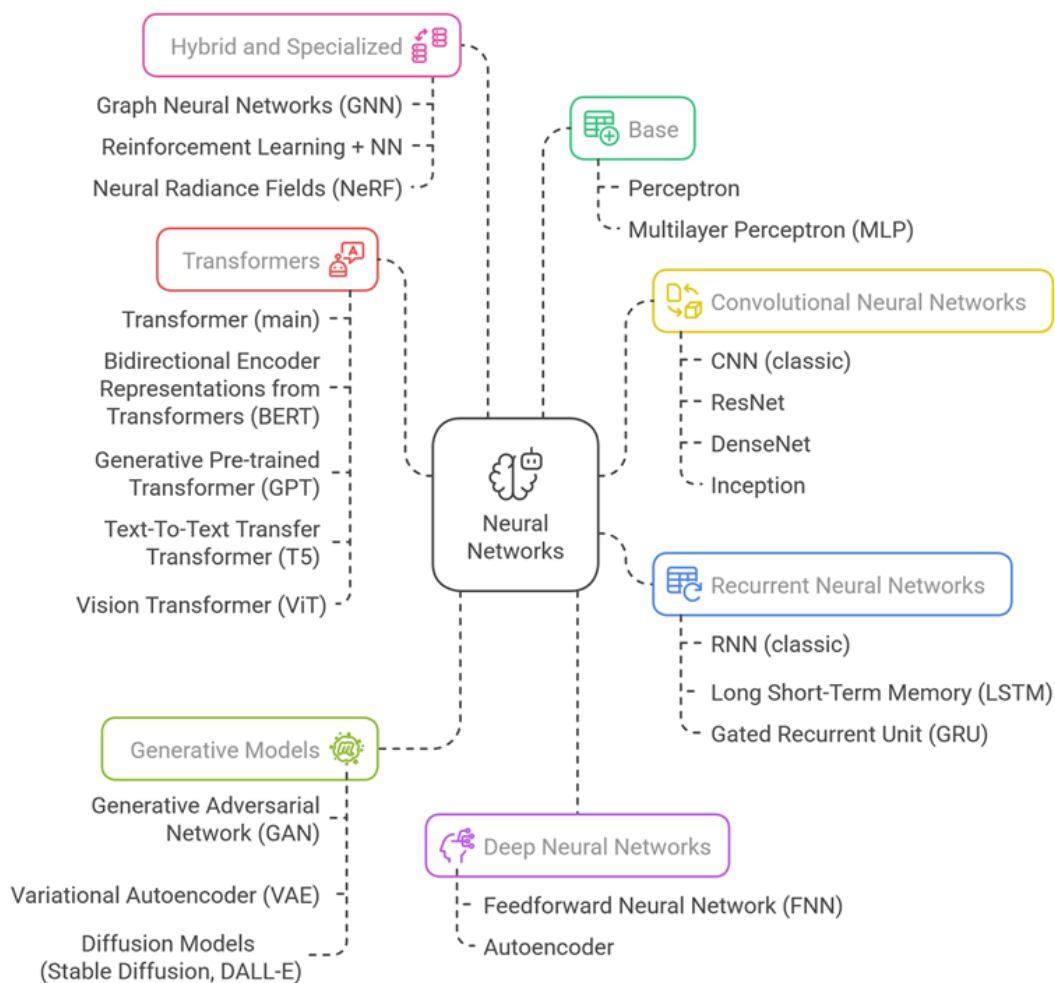 Hybrid and Specialized
Graph Neural Networks (GNN)
Reinforcement Learning + NN
Neural Radiance Fields (NeRF)
Base
Perceptron
Multilayer Perceptron (MLP)
Transformers
A
Transformer (main)
Bidirectional Encoder
Representations from
Transformers (BERT)
Generative Pre-trained
Transformer (GPT)
Text-To-Text Transfer
Transformer (T5)
Vision Transformer (ViT)
Convolutional Neural Networks
CNN (classic)
ResNet
DenseNet
Inception
Neural
Networks
Recurrent Neural Networks
RNN (classic)
Long Short-Term Memory (LSTM)
Gated Recurrent Unit (GRU)
Generative Models
Generative Adversarial
Network (GAN)
Variational Autoencoder (VAE)
Diffusion Models
(Stable Diffusion, DALL-E)
Deep Neural Networks
Feedforward Neural Network (FNN)
Autoencoder